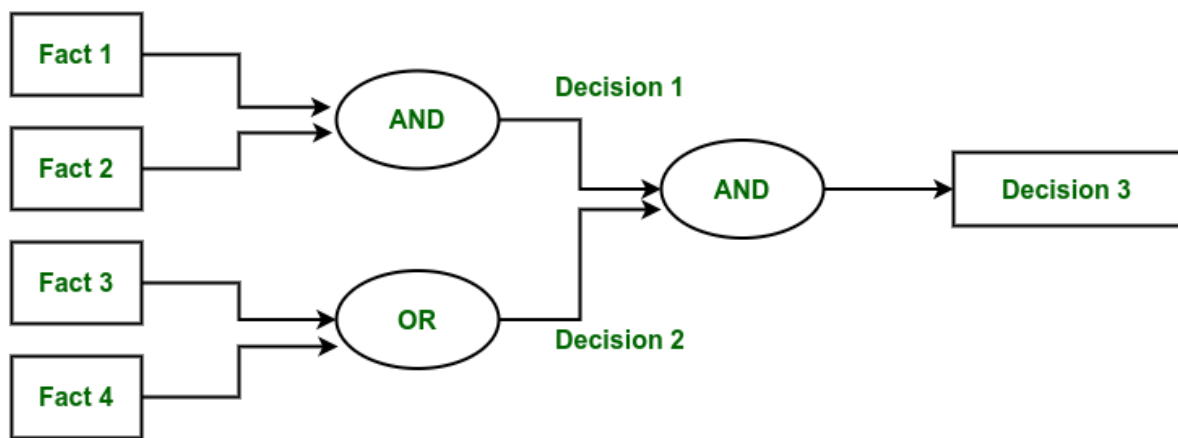 Fact 1
Fact 2
Fact 3
Fact 4
AND
OR
Decision 1
Decision 2
AND
Decision 3